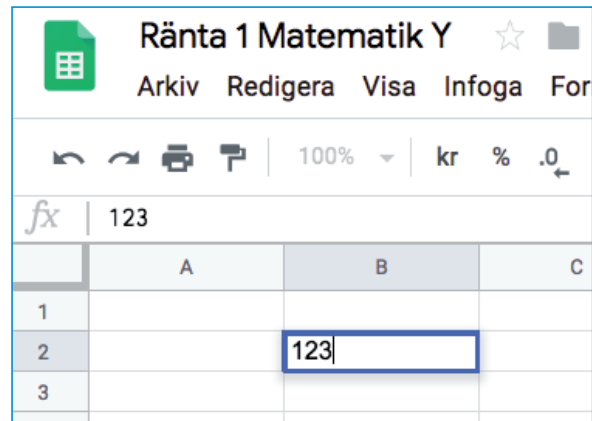 Ränta 1 Matematik Y
Arkiv Redigera Visa Infoga For
100% kr % .0
fx 123
A B C
1
2 123
3